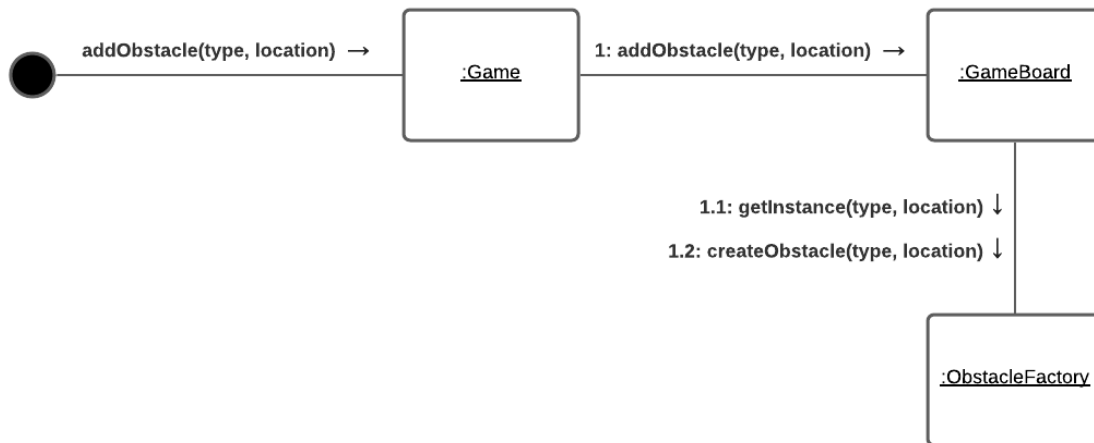 addObstacle(type, location) →
:Game
1: addObstacle(type, location) →
:GameBoard
1.1: getInstance(type, location) ↓
1.2: createObstacle(type, location) ↓
:ObstacleFactory